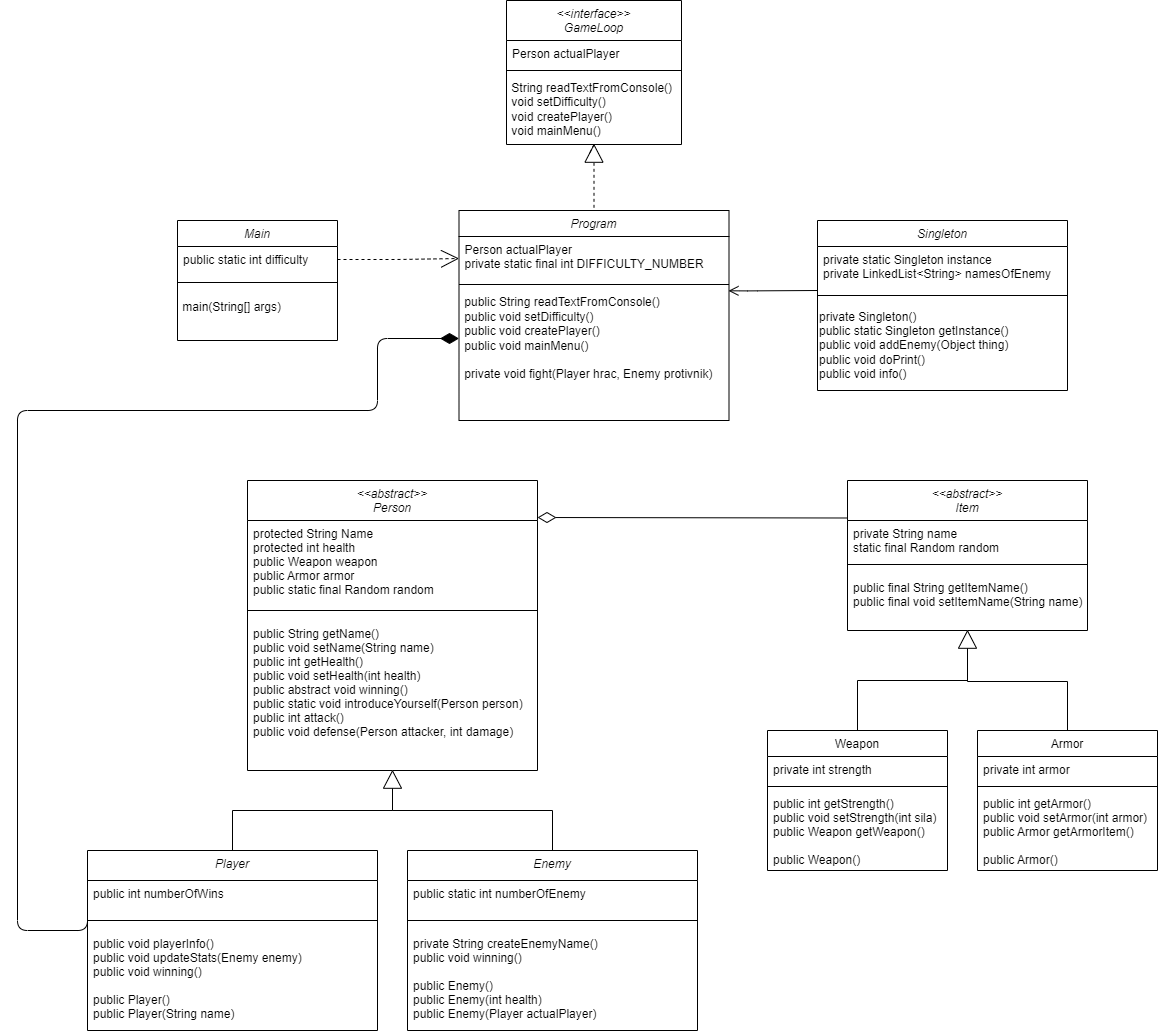 <<interface>>
GameLoop
Person actualPlayer
String readTextFromConsole()
void setDifficulty()
void createPlayer()
void mainMenu()
Main
public static int difficulty
main(String[] args)
Program
Person actualPlayer
private static final int DIFFICULTY_NUMBER
public String readTextFromConsole()
public void setDifficulty()
public void createPlayer()
public void mainMenu()
private void fight(Player hrac, Enemy protivnik)
Singleton
private static Singleton instance
private LinkedList<String> namesOfEnemy
private Singleton()
public static Singleton getInstance()
public void addEnemy(Object thing)
public void doPrint()
public void info()
<<abstract>>
Person
protected String Name
protected int health
public Weapon weapon
public Armor armor
public static final Random random
public String getName()
public void setName(String name)
public int getHealth()
public void setHealth(int health)
public abstract void winning()
public static void introduceYourself(Person person)
public int attack()
public void defense(Person attacker, int damage)
<<abstract>>
Item
private String name
static final Random random
public final String getItemName()
public final void setItemName(String name)
Weapon
private int strength
public int getStrength()
public void setStrength(int sila)
public Weapon getWeapon()
public Weapon()
Armor
private int armor
public int getArmor()
public void setArmor(int armor)
public Armor getArmorItem()
public Armor()
Player
public int numberOfWins
public void playerInfo()
public void updateStats(Enemy enemy)
public void winning()
public Player()
public Player(String name)
Enemy
public static int numberOfEnemy
private String createEnemyName()
public void winning()
public Enemy()
public Enemy(int health)
public Enemy(Player actualPlayer)